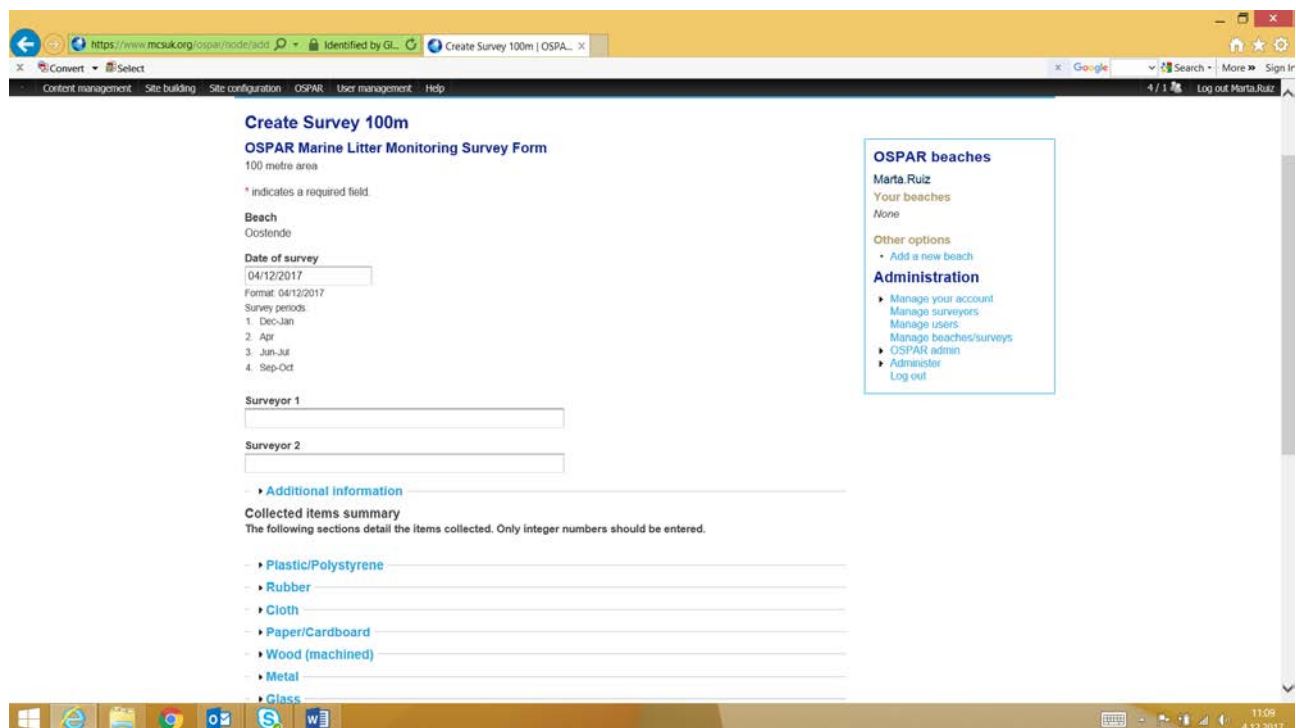 https://www.mcsuk.org/ospar/node/add
Identified by Gl...
Create Survey 100m | OSPA...
Convert
Select
Google
Search
More »
Sign In
Content management Site building Site configuration OSPAR User management Help
4 / 1
Log out Marta.Ruiz
Create Survey 100m
OSPAR Marine Litter Monitoring Survey Form
100 metre area
* indicates a required field.
Beach
Oostende
Date of survey
04/12/2017
Format: 04/12/2017
Survey periods
1. Dec-Jan
2. Apr
3. Jun-Jul
4. Sep-Oct
Surveyor 1
Surveyor 2
Additional information
Collected items summary
The following sections detail the items collected. Only integer numbers should be entered.
Plastic/Polystyrene
Rubber
Cloth
Paper/Cardboard
Wood (machined)
Metal
Glass
OSPAR beaches
Marta.Ruiz
Your beaches
None
Other options
Add a new beach
Administration
Manage your account
Manage surveyors
Manage users
Manage beaches/surveys
OSPAR admin
Administer
Log out
11:09
4.12.2017